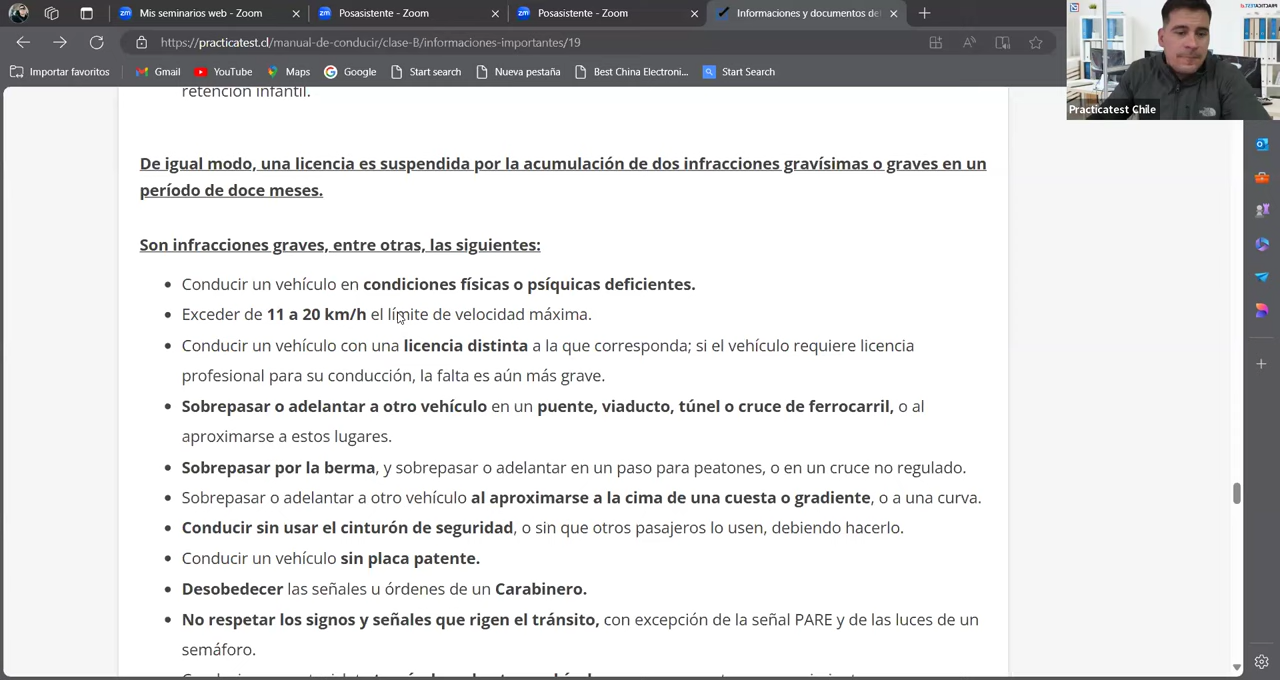 Mis seminarios web - Zoom
Posasistente - Zoom
Posasistente - Zoom
Informaciones y documentos de
https://practicatest.cl/manual-de-conducir/clase-B/informaciones-importantes/19
Importar favoritos
Gmail
YouTube
Maps
Google
Start search
Nueva pestaña
Best China Electroni...
Start Search
Practicatest Chile
retención infantil.
De igual modo, una licencia es suspendida por la acumulación de dos infracciones gravísimas o graves en un
período de doce meses.
Son infracciones graves, entre otras, las siguientes:
Conducir un vehículo en condiciones físicas o psíquicas deficientes.
Exceder de 11 a 20 km/h el límite de velocidad máxima.
Conducir un vehículo con una licencia distinta a la que corresponda; si el vehículo requiere licencia
profesional para su conducción, la falta es aún más grave.
Sobrepasar o adelantar a otro vehículo en un puente, viaducto, túnel o cruce de ferrocarril, o al
aproximarse a estos lugares.
Sobrepasar por la berma, y sobrepasar o adelantar en un paso para peatones, o en un cruce no regulado.
Sobrepasar o adelantar a otro vehículo al aproximarse a la cima de una cuesta o gradiente, o a una curva.
Conducir sin usar el cinturón de seguridad, o sin que otros pasajeros lo usen, debiendo hacerlo.
Conducir un vehículo sin placa patente.
Desobedecer las señales u órdenes de un Carabinero.
No respetar los signos y señales que rigen el tránsito, con excepción de la señal PARE y de las luces de un
semáforo.